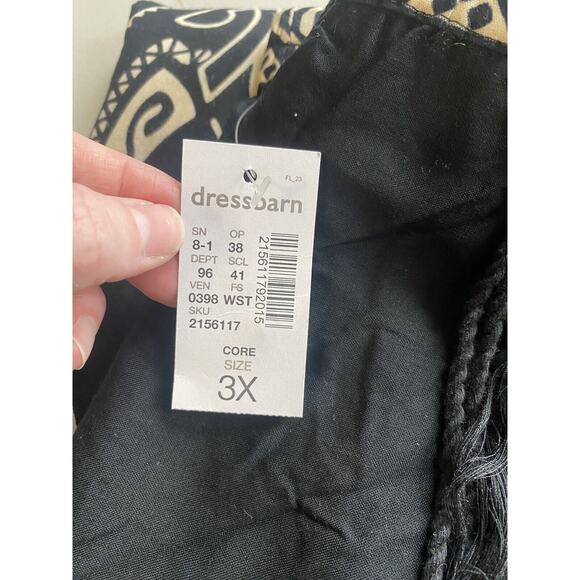 FL_23
dressbarn
SN OP
8-1 38
DEPT SCL
96 41
VEN FS
0398 WST
SKU
2156117
215611792015
CORE
SIZE
3X